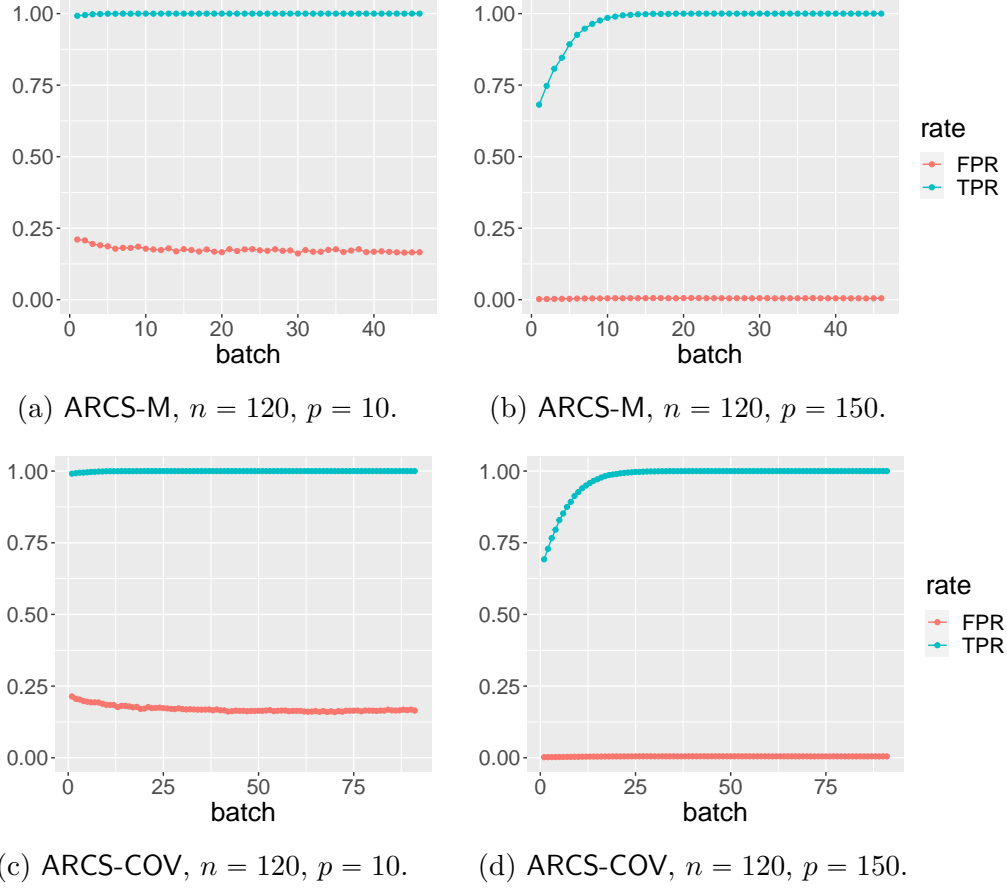 1.00
0.75
0.50
0.25
0.00
0 10 20 30 40
batch
1.00
0.75
0.50
0.25
0.00
0 10 20 30 40
batch
rate
FPR
TPR
(a) ARCS-M, n = 120, p = 10.
(b) ARCS-M, n = 120, p = 150.
1.00
0.75
0.50
0.25
0.00
0 25 50 75
batch
1.00
0.75
0.50
0.25
0.00
0 25 50 75
batch
rate
FPR
TPR
(c) ARCS-COV, n = 120, p = 10.
(d) ARCS-COV, n = 120, p = 150.